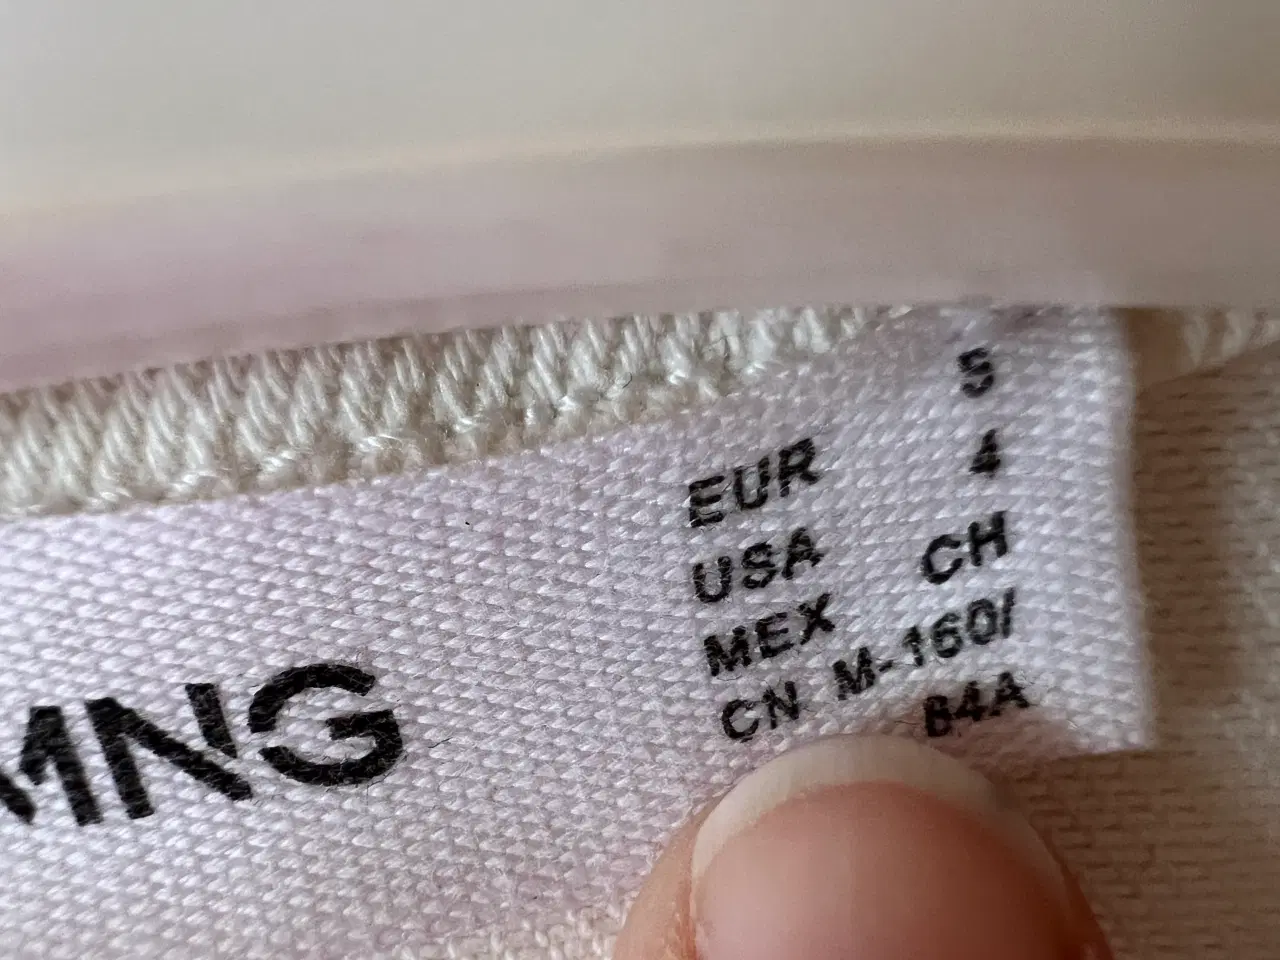 MNG
EUR S
USA 4
MEX CH
CN M-160/
84A